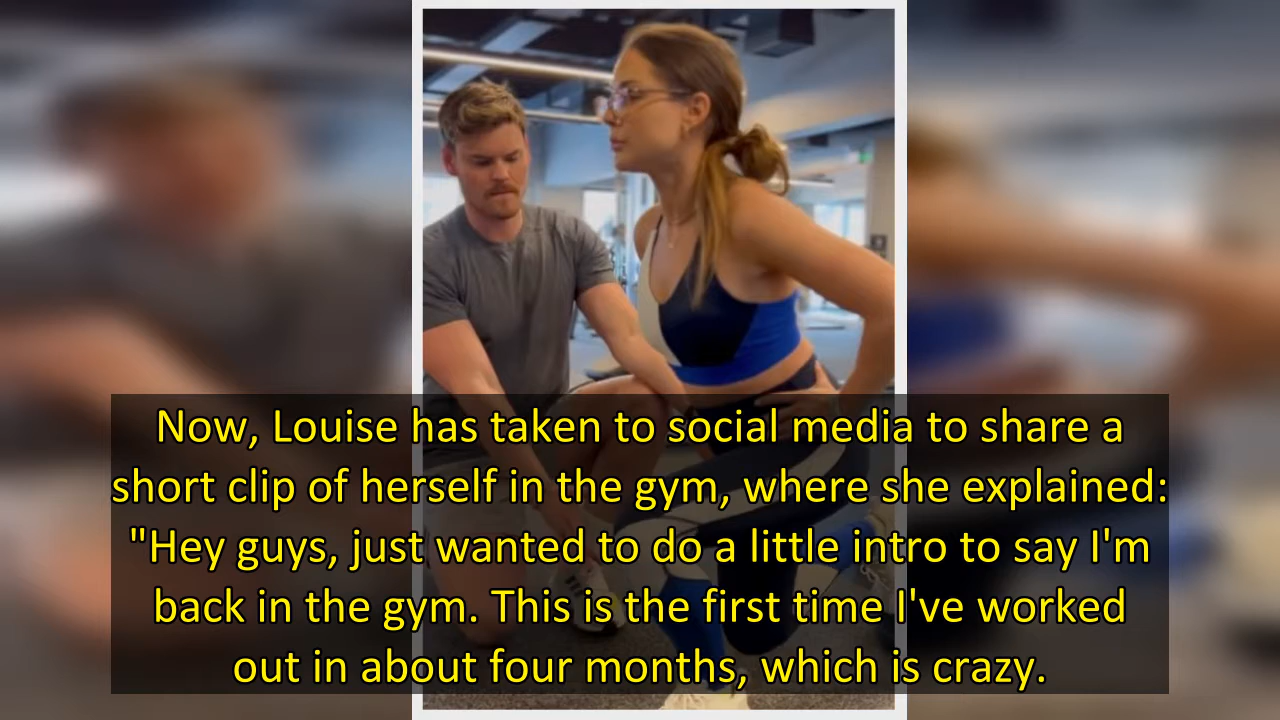 Now, Louise has taken to social media to share a
short clip of herself in the gym, where she explained:
"Hey guys, just wanted to do a little intro to say I'm
back in the gym. This is the first time I've worked
out in about four months, which is crazy.